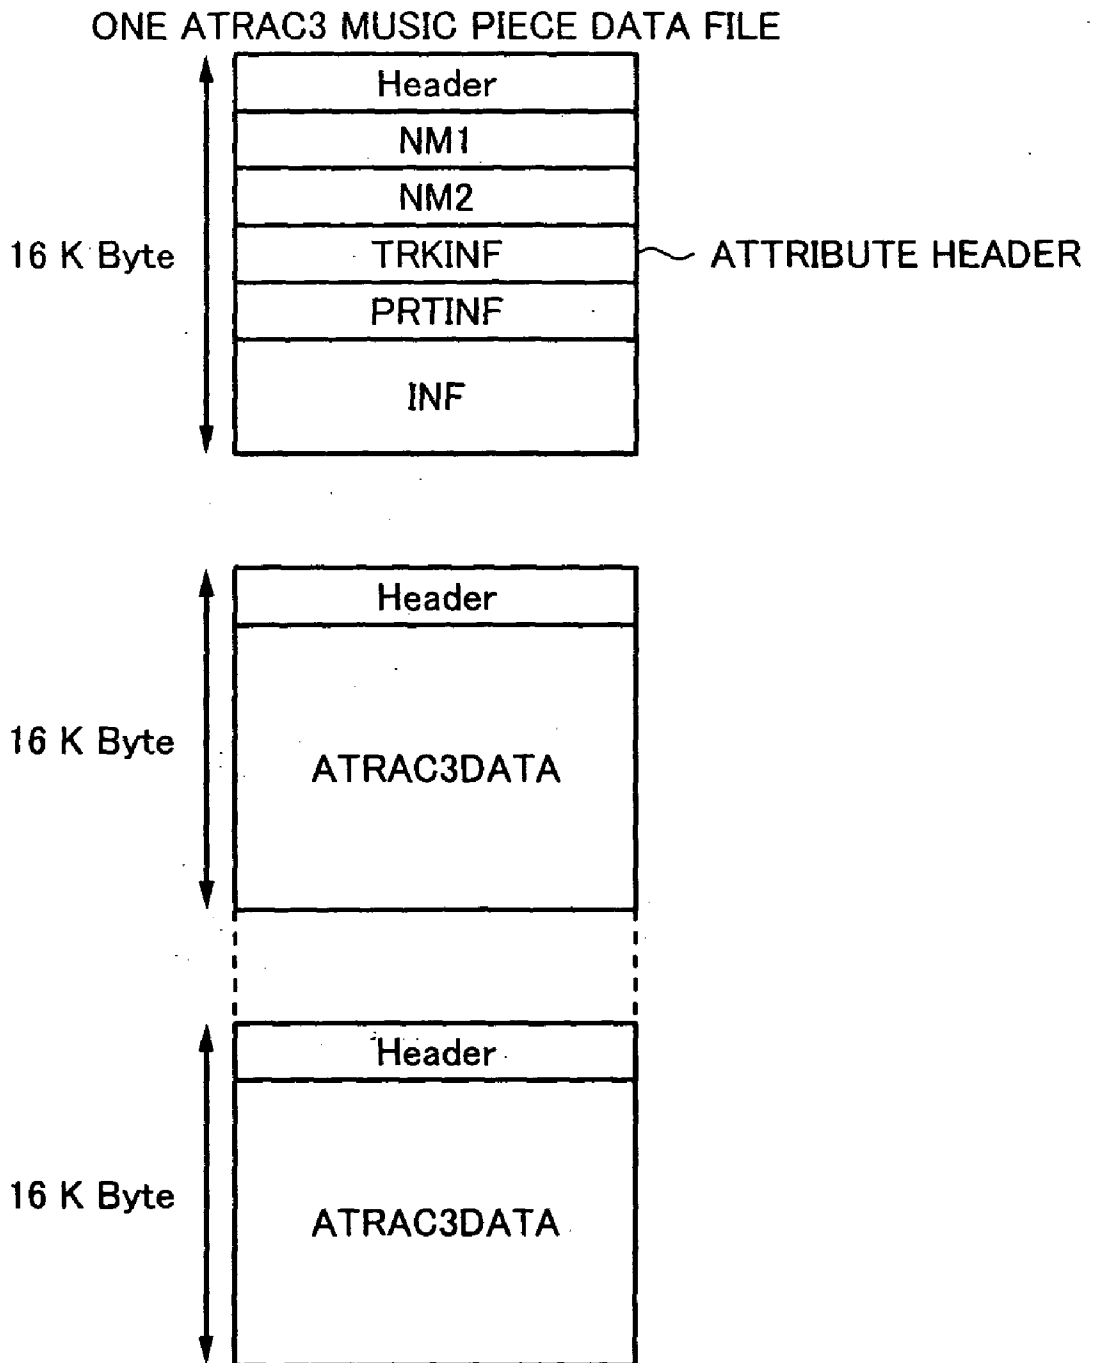 ONE ATRAC3 MUSIC PIECE DATA FILE
Header
NM1
NM2
16 K Byte
TRKINF
ATTRIBUTE HEADER
PRTINF
INF
Header
16 K Byte
ATRAC3DATA
Header
16 K Byte
ATRAC3DATA